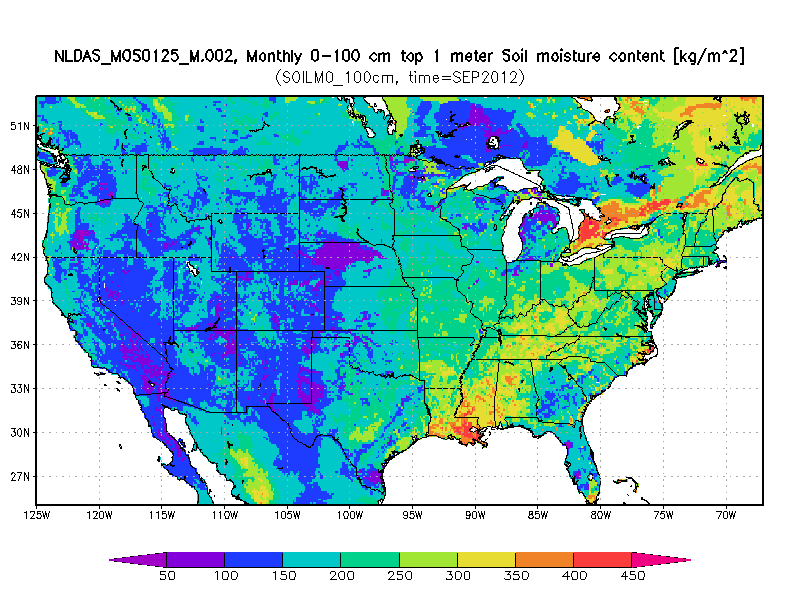 NLDAS_MOS0125_M.002, Monthly 0-100 cm top 1 meter Soil moisture content [kg/m^2]
(SOILMO_100cm, time=SEP2012)
51N
48N
45N
42N
39N
36N
33N
30N
27N
125W 120W 115W 110W 105W 100W 95W 90W 85W 80W 75W 70W
50 100 150 200 250 300 350 400 450